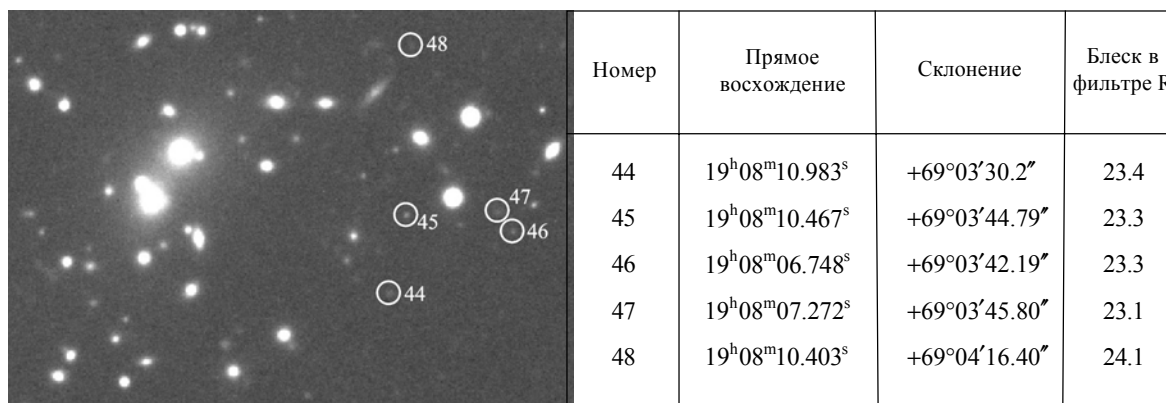 48
45
47
46
44
Номер
Прямое восхождение
Склонение
Блеск в фильтре R
44 19ʰ08ᵐ10.983ˢ +69°03′30.2″ 23.4
45 19ʰ08ᵐ10.467ˢ +69°03′44.79″ 23.3
46 19ʰ08ᵐ06.748ˢ +69°03′42.19″ 23.3
47 19ʰ08ᵐ07.272ˢ +69°03′45.80″ 23.1
48 19ʰ08ᵐ10.403ˢ +69°04′16.40″ 24.1